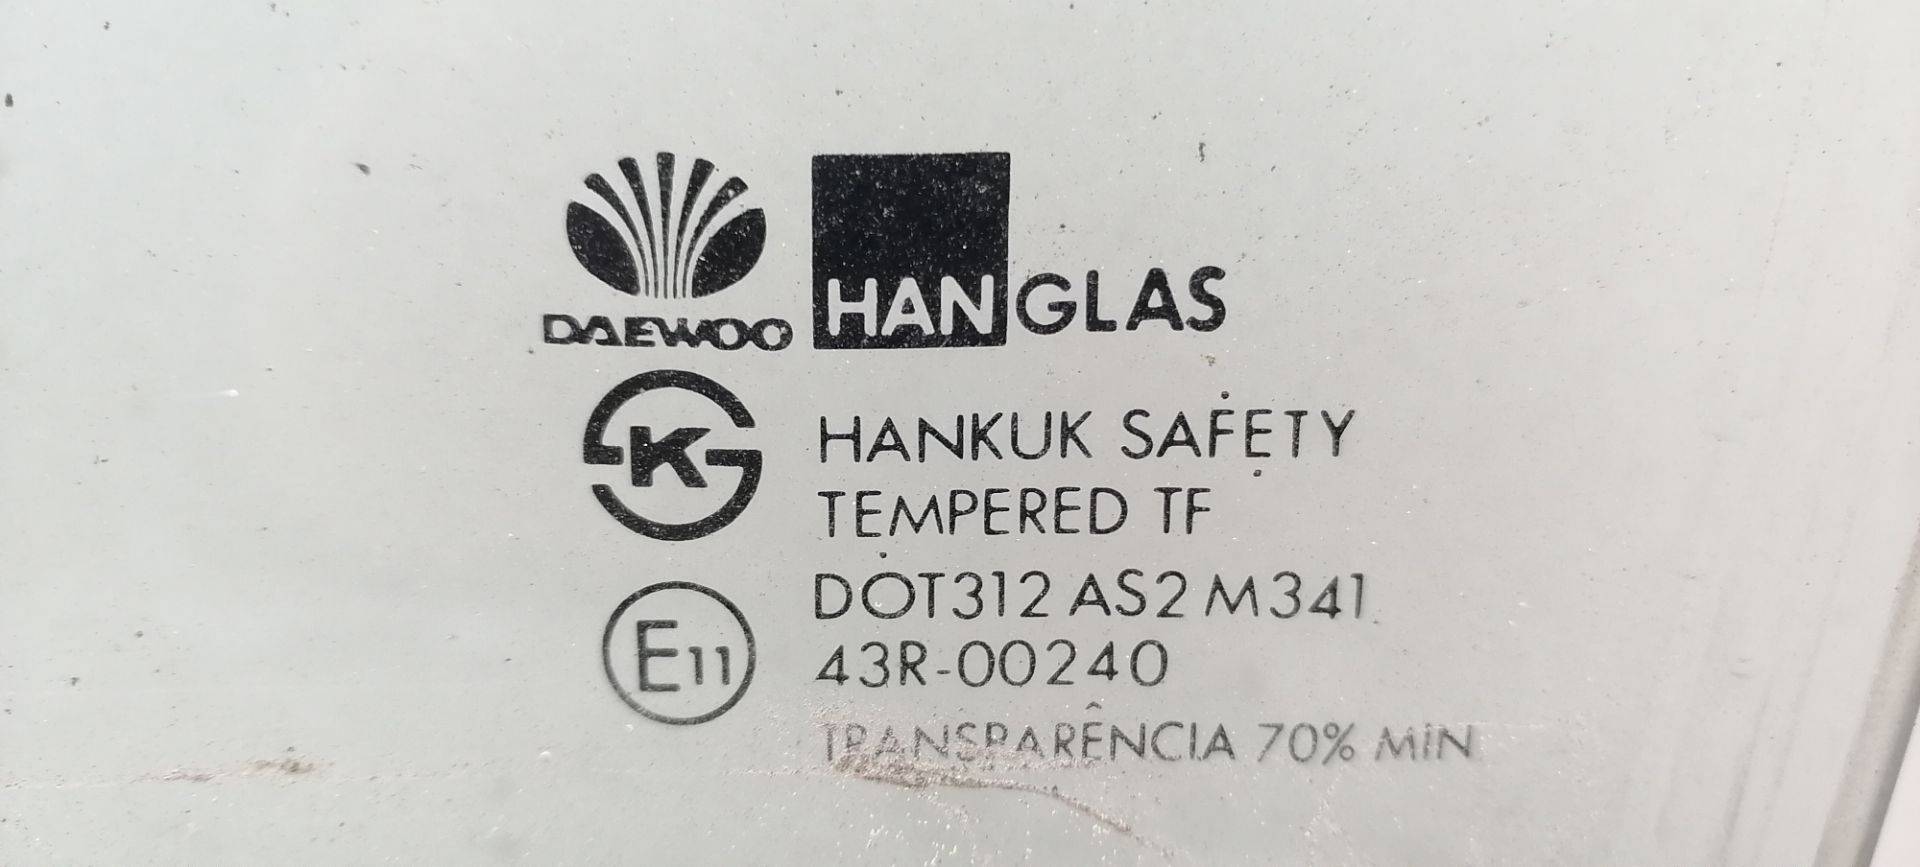 DAEWOO HANGLAS
K HANKUK SAFETY
TEMPERED TF
DOT312 AS2 M341
E11 43R-00240
TRANSPARÊNCIA 70% MIN